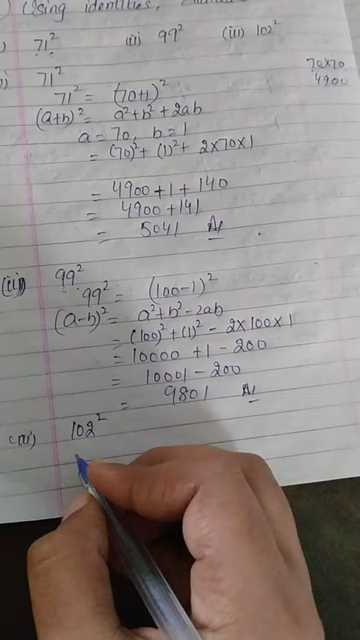 Using identities,
71² (ii) 99² (iii) 102²
70×70
4900
71²
71² = (70+1)²
(a+b)² = a²+b²+2ab
a = 70, b = 1
= (70)²+(1)²+ 2×70×1
= 4900+1+140
= 4900+141
= 5041 Ans
(ii) 99²
99² = (100-1)²
(a-b)² = a²+b²-2ab
= (100)²+(1)² - 2×100×1
= 10000 +1 - 200
= 10001 - 200
= 9801 Ans
(iii) 102²